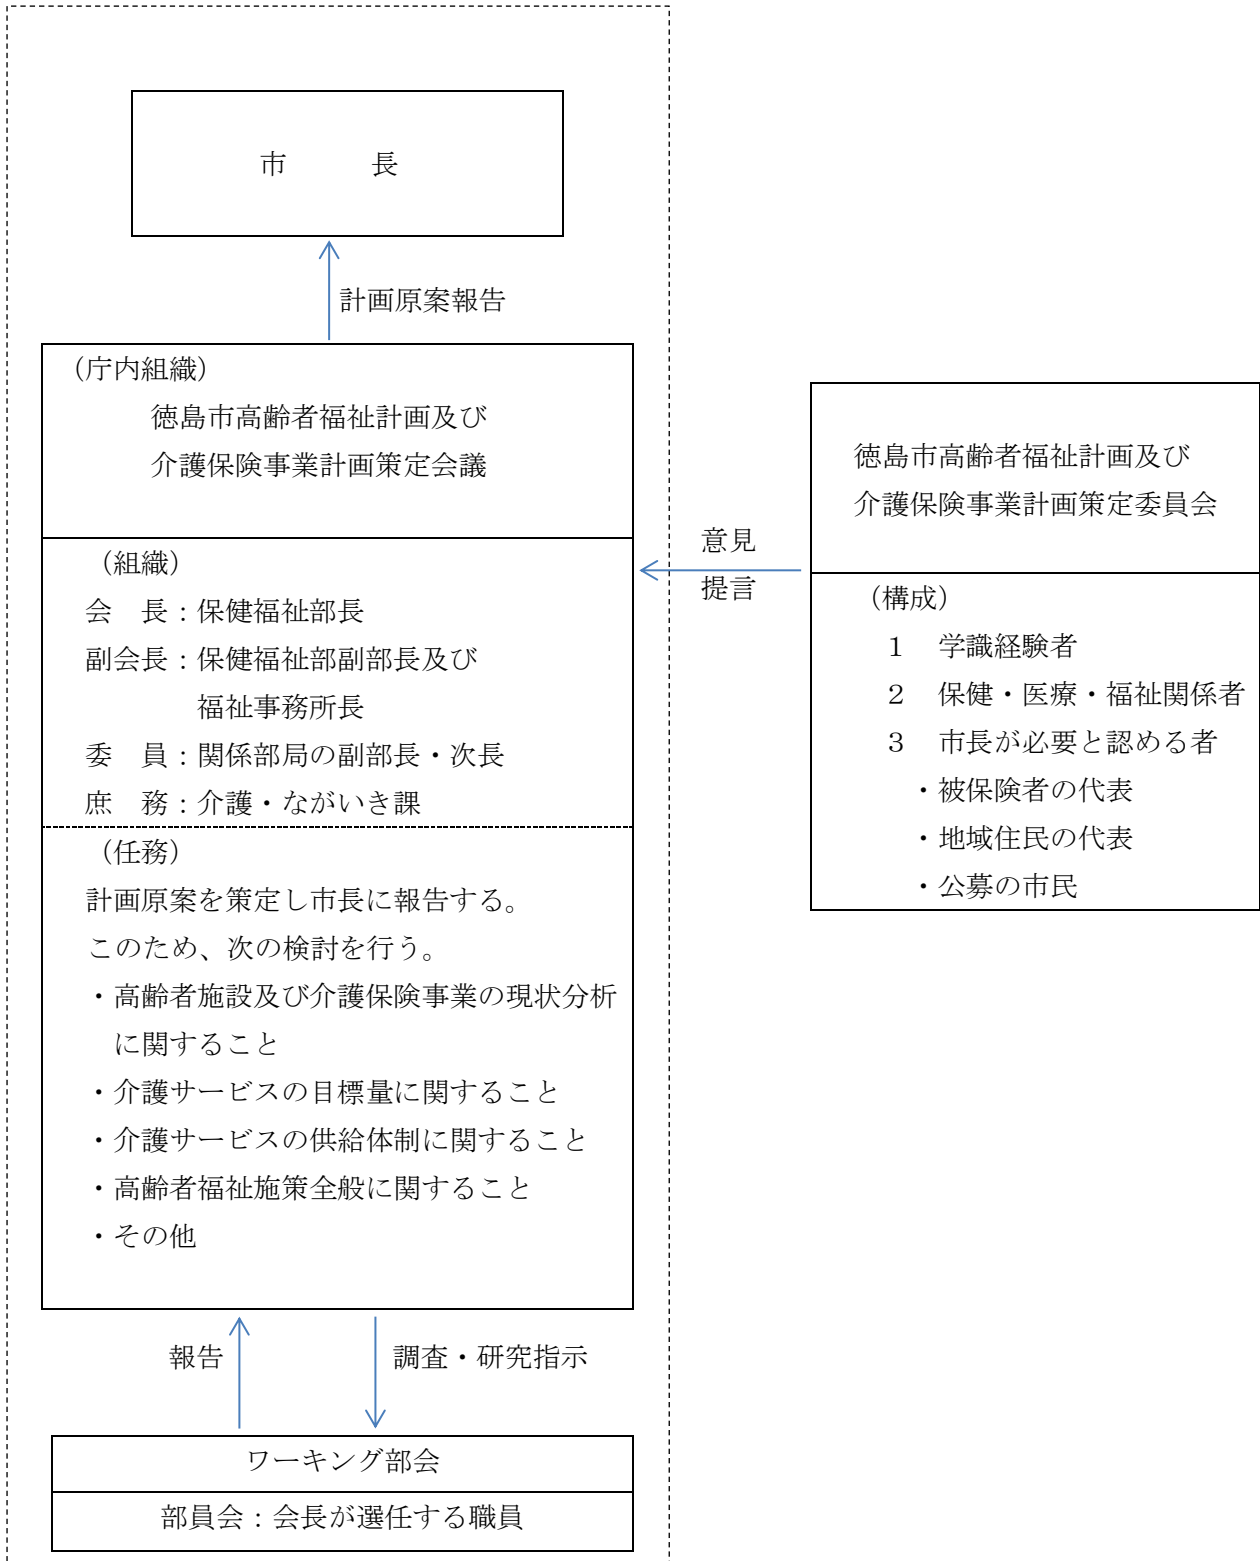 市　　　長
計画原案報告
（庁内組織）
徳島市高齢者福祉計画及び
介護保険事業計画策定会議
（組織）
会　長：保健福祉部長
副会長：保健福祉部副部長及び
福祉事務所長
委　員：関係部局の副部長・次長
庶　務：介護・ながいき課
（任務）
計画原案を策定し市長に報告する。
このため、次の検討を行う。
・高齢者施設及び介護保険事業の現状分析
に関すること
・介護サービスの目標量に関すること
・介護サービスの供給体制に関すること
・高齢者福祉施策全般に関すること
・その他
報告
調査・研究指示
ワーキング部会
部員会：会長が選任する職員
意見
提言
徳島市高齢者福祉計画及び
介護保険事業計画策定委員会
（構成）
１　学識経験者
２　保健・医療・福祉関係者
３　市長が必要と認める者
・被保険者の代表
・地域住民の代表
・公募の市民